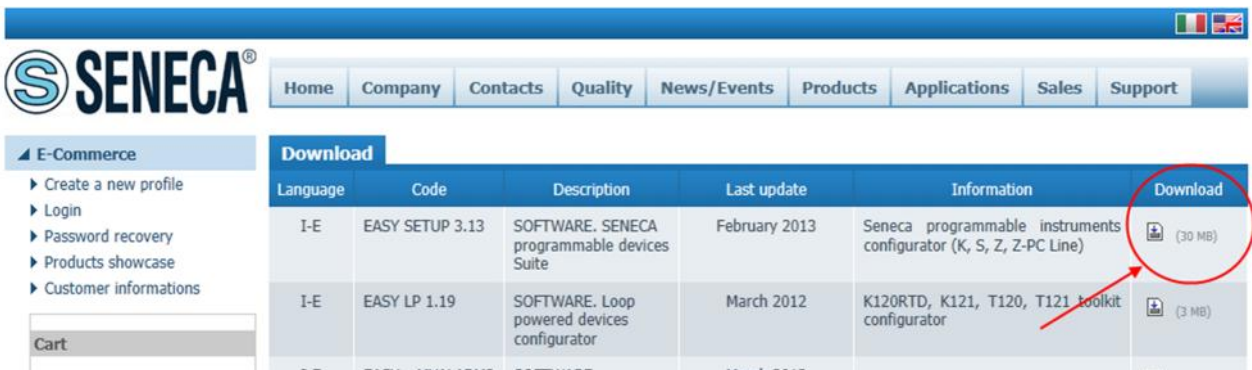 SENECA®
Home Company Contacts Quality News/Events Products Applications Sales Support
E-Commerce
Create a new profile
Login
Password recovery
Products showcase
Customer informations
Cart
Download
Language Code Description Last update Information Download
I-E EASY SETUP 3.13 SOFTWARE. SENECA February 2013 Seneca programmable instruments (30 MB)
programmable devices configurator (K, S, Z, Z-PC Line)
Suite
I-E EASY LP 1.19 SOFTWARE. Loop March 2012 K120RTD, K121, T120, T121 toolkit (3 MB)
powered devices configurator
configurator